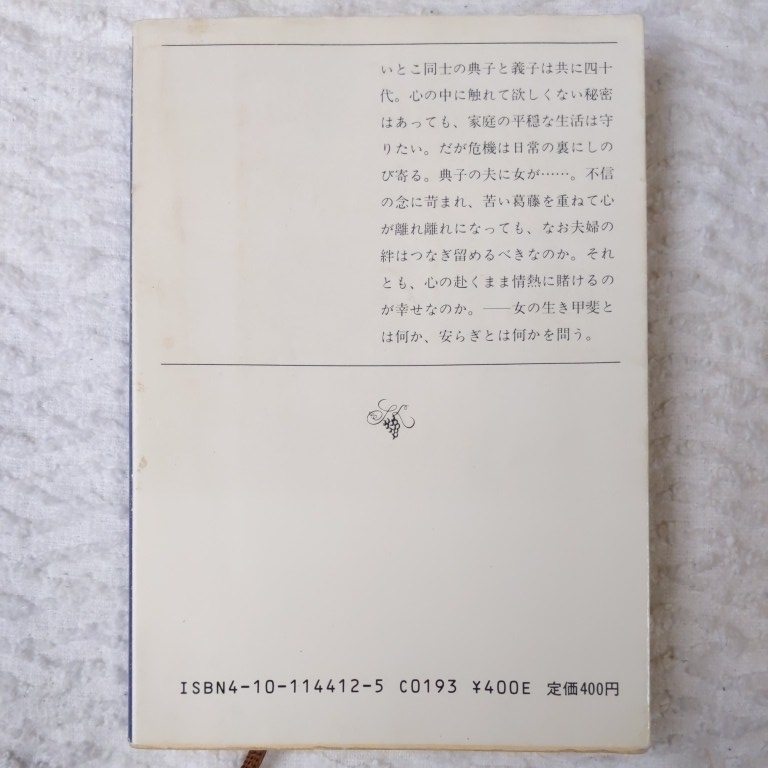 いとこ同士の典子と義子は共に四十
代。心の中に触れて欲しくない秘密
はあっても、家庭の平穏な生活は守
りたい。だが危機は日常の裏にしの
び寄る。典子の夫に女が……。不信
の念に苛まれ、苦い葛藤を重ねて心
が離れ離れになっても、なお夫婦の
絆はつなぎ留めるべきなのか。それ
とも、心の赴くまま情熱に賭けるの
が幸せなのか。――女の生き甲斐と
は何か、安らぎとは何かを問う。
SK
ISBN4-10-114412-5 C0193 ¥400E 定価400円